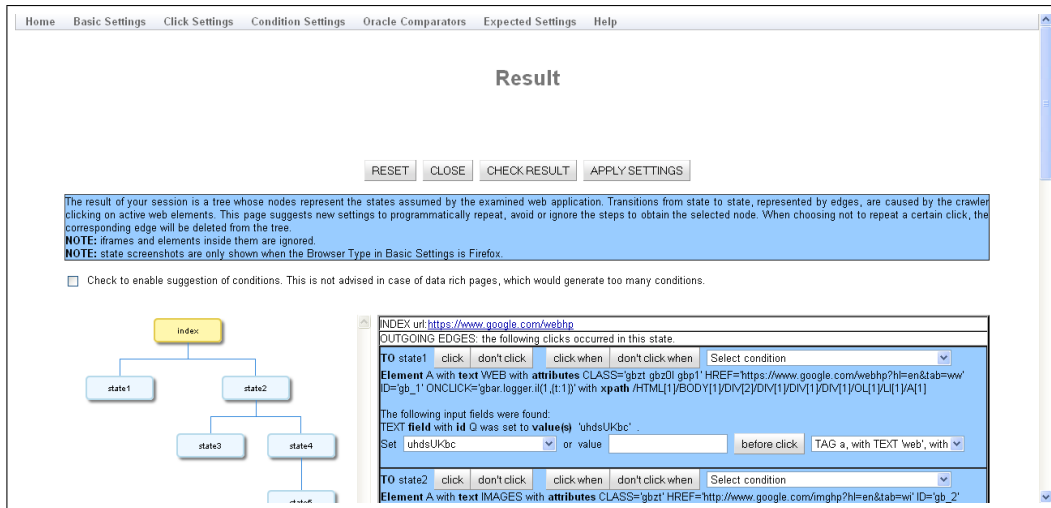 Home Basic Settings Click Settings Condition Settings Oracle Comparators Expected Settings Help
Result
RESET CLOSE CHECK RESULT APPLY SETTINGS
The result of your session is a tree whose nodes represent the states assumed by the examined web application. Transitions from state to state, represented by edges, are caused by the crawler
clicking on active web elements. This page suggests new settings to programmatically repeat, avoid or ignore the steps to obtain the selected node. When choosing not to repeat a certain click, the
corresponding edge will be deleted from the tree.
NOTE: iframes and elements inside them are ignored.
NOTE: state screenshots are only shown when the Browser Type in Basic Settings is Firefox.
Check to enable suggestion of conditions. This is not advised in case of data rich pages, which would generate too many conditions.
index
state1 state2
state3 state4
state5
INDEX url:https://www.google.com/webhp
OUTGOING EDGES: the following clicks occurred in this state.
TO state1 click don't click click when don't click when Select condition
Element A with text WEB with attributes CLASS='gbzt gbz0l gbp1' HREF='https://www.google.com/webhp?hl=en&tab=ww'
ID='gb_1' ONCLICK='gbar.logger.il(1,{t:1})' with xpath /HTML[1]/BODY[1]/DIV[2]/DIV[1]/DIV[1]/DIV[1]/OL[1]/LI[1]/A[1]
The following input fields were found:
TEXT field with id Q was set to value(s) 'uhdsUKbc' .
Set uhdsUKbc or value before click TAG a, with TEXT 'web', with
TO state2 click don't click click when don't click when Select condition
Element A with text IMAGES with attributes CLASS='gbzt' HREF='http://www.google.com/imghp?hl=en&tab=wi' ID='gb_2'